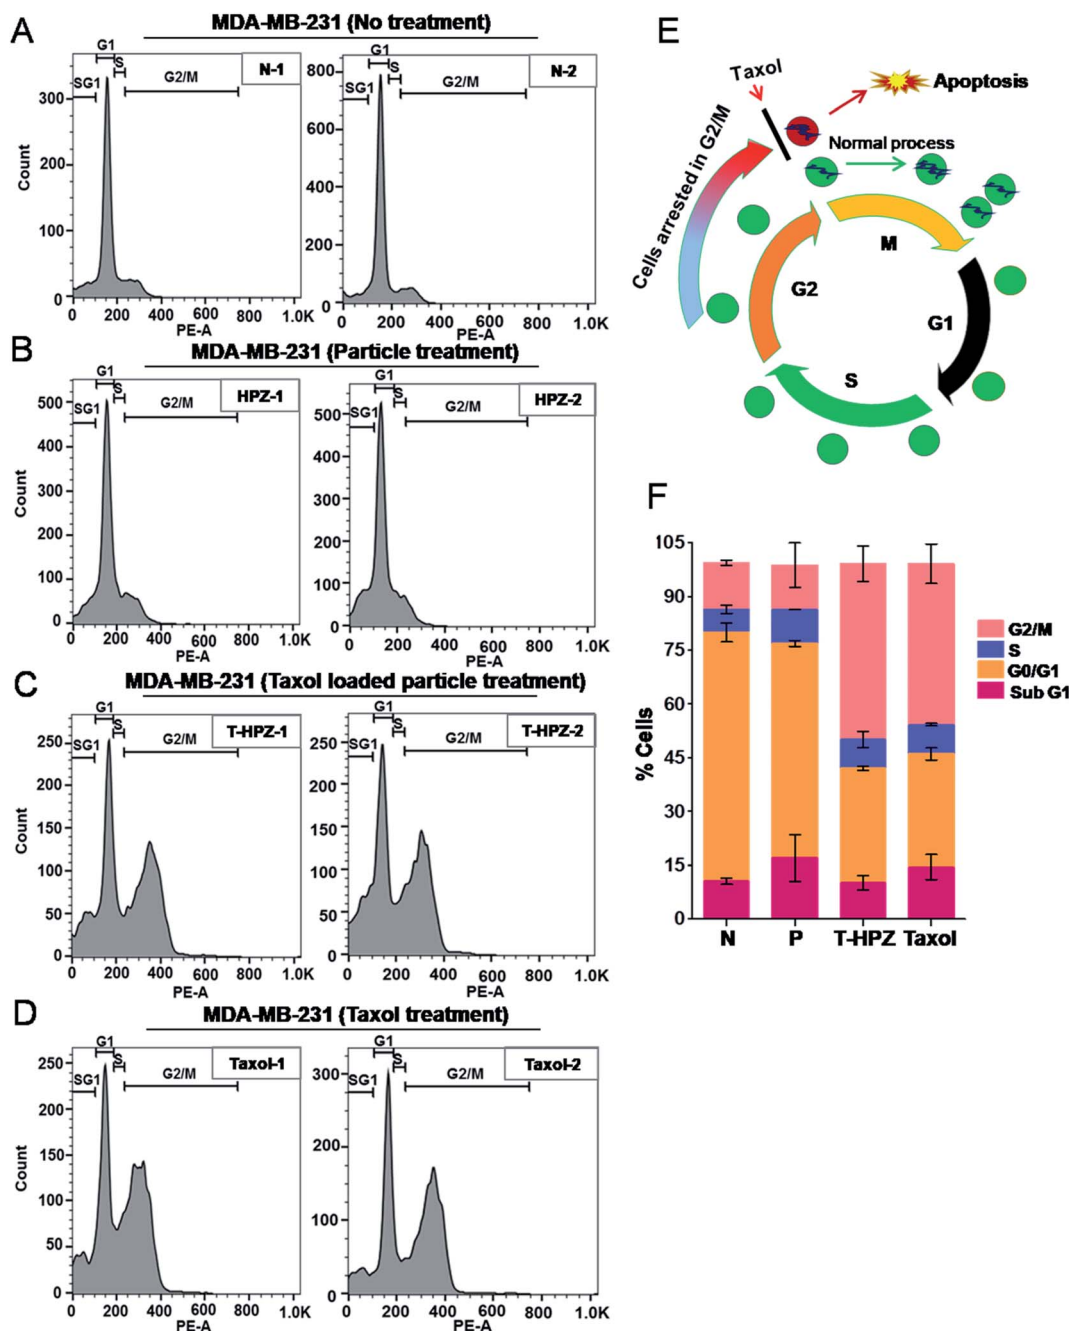 A
MDA-MB-231 (No treatment)
G1
S
SG1
G2/M
N-1
Count
300
200
100
0
0 200 400 600 800 1.0K
PE-A
G1
S
SG1
G2/M
N-2
800
600
400
200
0
0 200 400 600 800 1.0K
PE-A
B
MDA-MB-231 (Particle treatment)
G1
S
SG1
G2/M
HPZ-1
Count
500
400
300
200
100
0
0 200 400 600 800 1.0K
G1
S
SG1
G2/M
HPZ-2
500
400
300
200
100
0
0 200 400 600 800 1.0K
C
MDA-MB-231 (Taxol loaded particle treatment)
G1
S
SG1
G2/M
T-HPZ-1
Count
250
200
150
100
50
0
0 200 400 600 800 1.0K
PE-A
G1
S
SG1
G2/M
T-HPZ-2
250
200
150
100
50
0
0 200 400 600 800 1.0K
PE-A
D
MDA-MB-231 (Taxol treatment)
G1
S
SG1
G2/M
Taxol-1
Count
250
200
150
100
50
0
0 200 400 600 800 1.0K
PE-A
G1
S
SG1
G2/M
Taxol-2
300
200
100
0
0 200 400 600 800 1.0K
PE-A
E
Taxol
Apoptosis
Normal process
Cells arrested in G2/M
M
G2
G1
S
F
% Cells
105
90
75
60
45
30
15
0
N P T-HPZ Taxol
G2/M
S
G0/G1
Sub G1